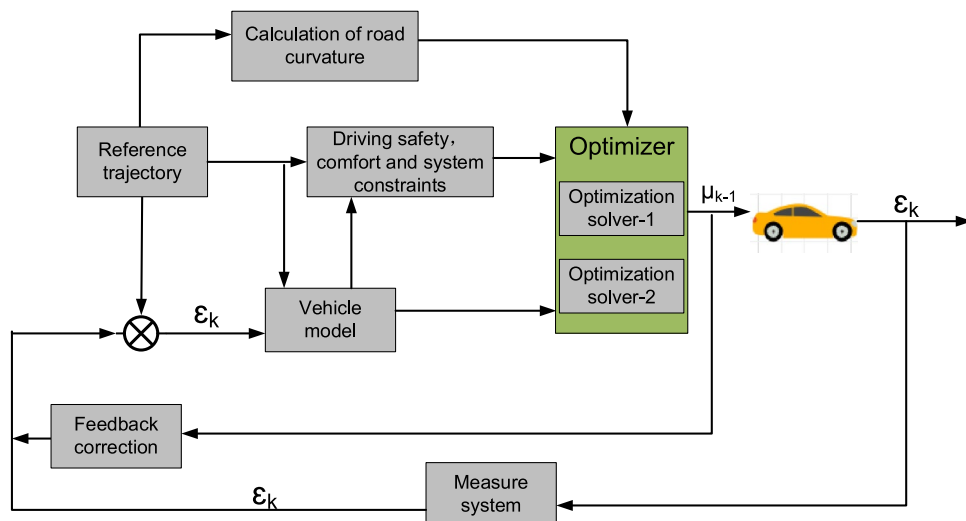 Calculation of road
curvature
Reference
trajectory
Driving safety,
comfort and system
constraints
Optimizer
Optimization
solver-1
Optimization
solver-2
μk-1
εk
εk
Vehicle
model
Feedback
correction
εk
Measure
system